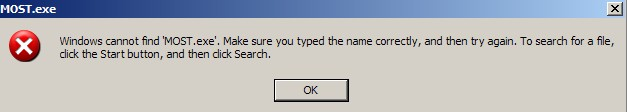 MOST.exe
Windows cannot find 'MOST.exe'. Make sure you typed the name correctly, and then try again. To search for a file,
click the Start button, and then click Search.
OK